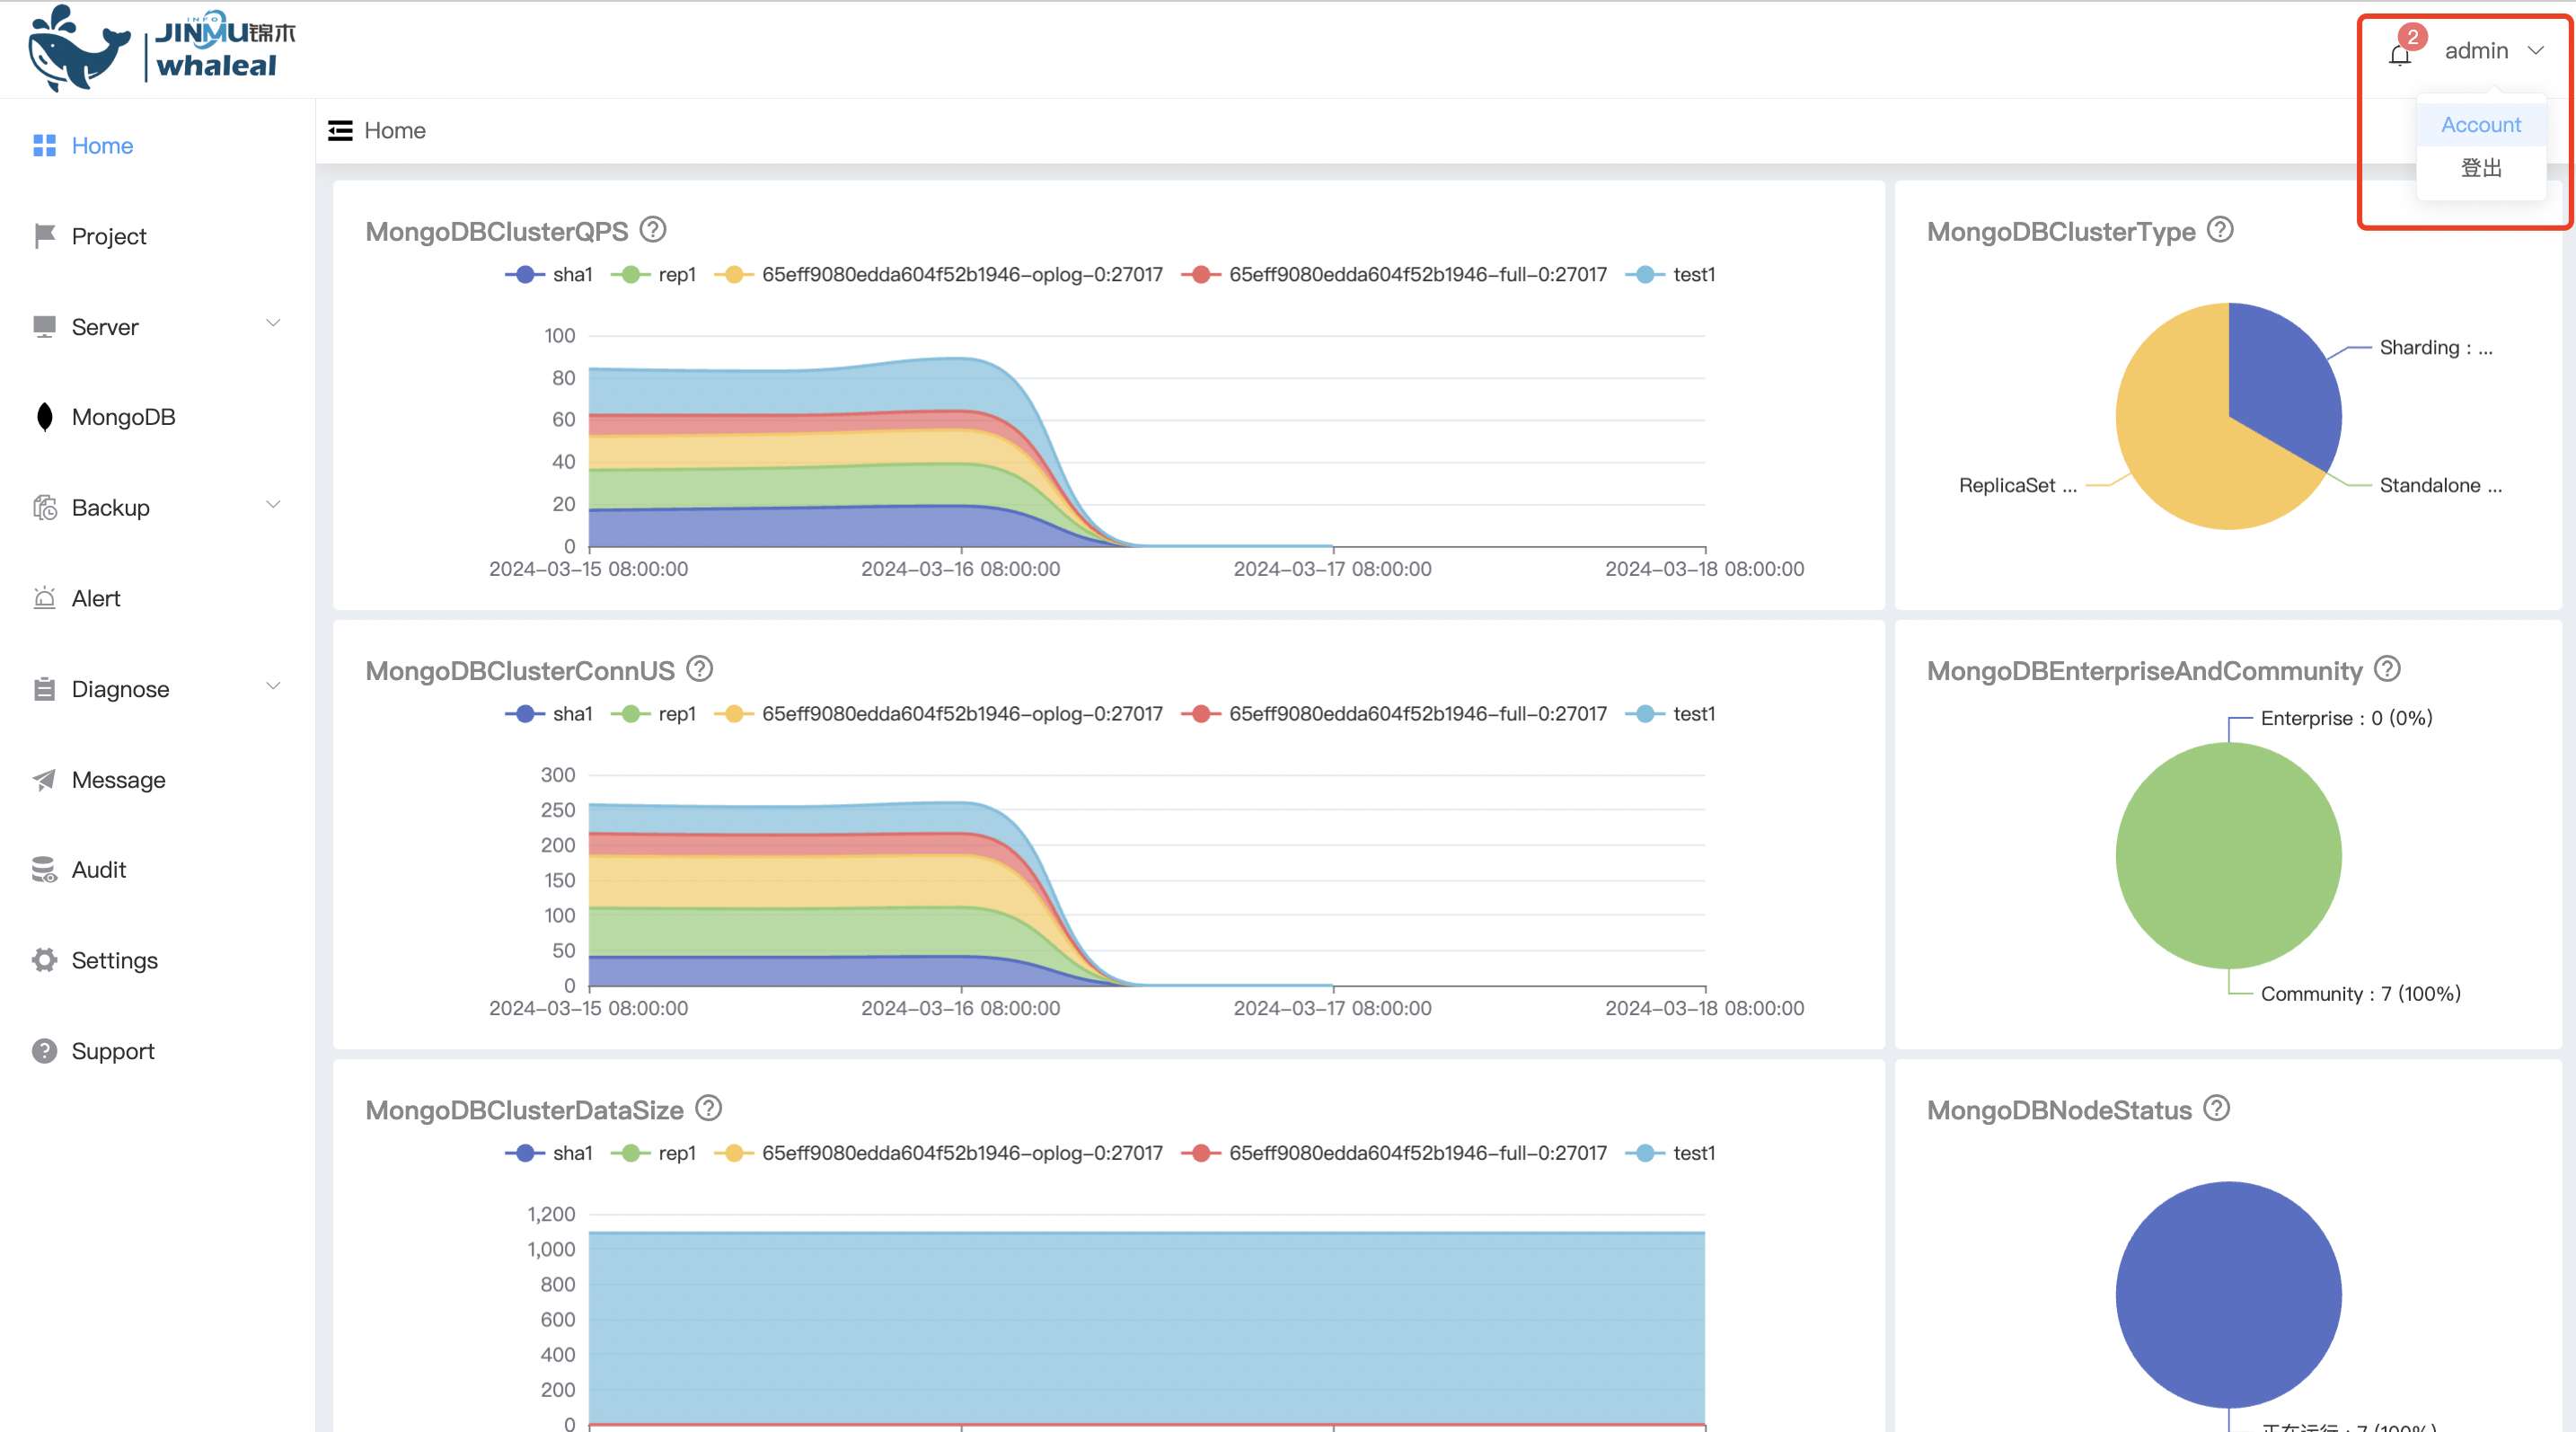 INFO
JINMU锦木
whaleal
2
admin
Account
登出
Home
Project
Server
MongoDB
Backup
Alert
Diagnose
Message
Audit
Settings
Support
Home
MongoDBClusterQPS
sha1 rep1 65eff9080edda604f52b1946-oplog-0:27017 65eff9080edda604f52b1946-full-0:27017 test1
100
80
60
40
20
0
2024-03-15 08:00:00 2024-03-16 08:00:00 2024-03-17 08:00:00 2024-03-18 08:00:00
MongoDBClusterType
Sharding : ...
ReplicaSet ...
Standalone ...
MongoDBClusterConnUS
sha1 rep1 65eff9080edda604f52b1946-oplog-0:27017 65eff9080edda604f52b1946-full-0:27017 test1
300
250
200
150
100
50
0
2024-03-15 08:00:00 2024-03-16 08:00:00 2024-03-17 08:00:00 2024-03-18 08:00:00
MongoDBEnterpriseAndCommunity
Enterprise : 0 (0%)
Community : 7 (100%)
MongoDBClusterDataSize
sha1 rep1 65eff9080edda604f52b1946-oplog-0:27017 65eff9080edda604f52b1946-full-0:27017 test1
1,200
1,000
800
600
400
200
0
MongoDBNodeStatus
正在运行 : 7 (100%)